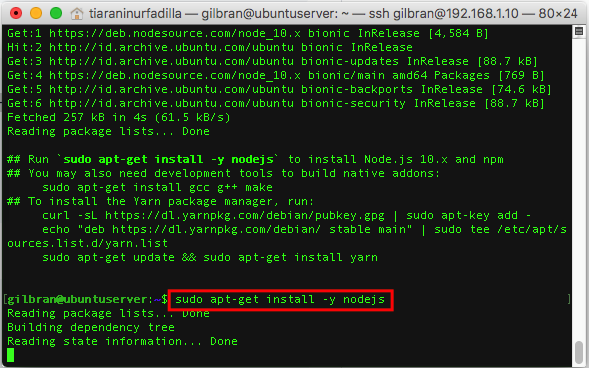 tiaraninurfadilla — gilbran@ubuntuserver: ~ — ssh gilbran@192.168.1.10 — 80×24
Get:1 https://deb.nodesource.com/node_10.x bionic InRelease [4,584 B]
Hit:2 http://id.archive.ubuntu.com/ubuntu bionic InRelease
Get:3 http://id.archive.ubuntu.com/ubuntu bionic-updates InRelease [88.7 kB]
Get:4 https://deb.nodesource.com/node_10.x bionic/main amd64 Packages [769 B]
Get:5 http://id.archive.ubuntu.com/ubuntu bionic-backports InRelease [74.6 kB]
Get:6 http://id.archive.ubuntu.com/ubuntu bionic-security InRelease [88.7 kB]
Fetched 257 kB in 4s (61.5 kB/s)
Reading package lists... Done
## Run `sudo apt-get install -y nodejs` to install Node.js 10.x and npm
## You may also need development tools to build native addons:
sudo apt-get install gcc g++ make
## To install the Yarn package manager, run:
curl -sL https://dl.yarnpkg.com/debian/pubkey.gpg | sudo apt-key add -
echo "deb https://dl.yarnpkg.com/debian/ stable main" | sudo tee /etc/apt/s
ources.list.d/yarn.list
sudo apt-get update && sudo apt-get install yarn
[gilbran@ubuntuserver:~$ sudo apt-get install -y nodejs ]
Reading package lists... Done
Building dependency tree
Reading state information... Done